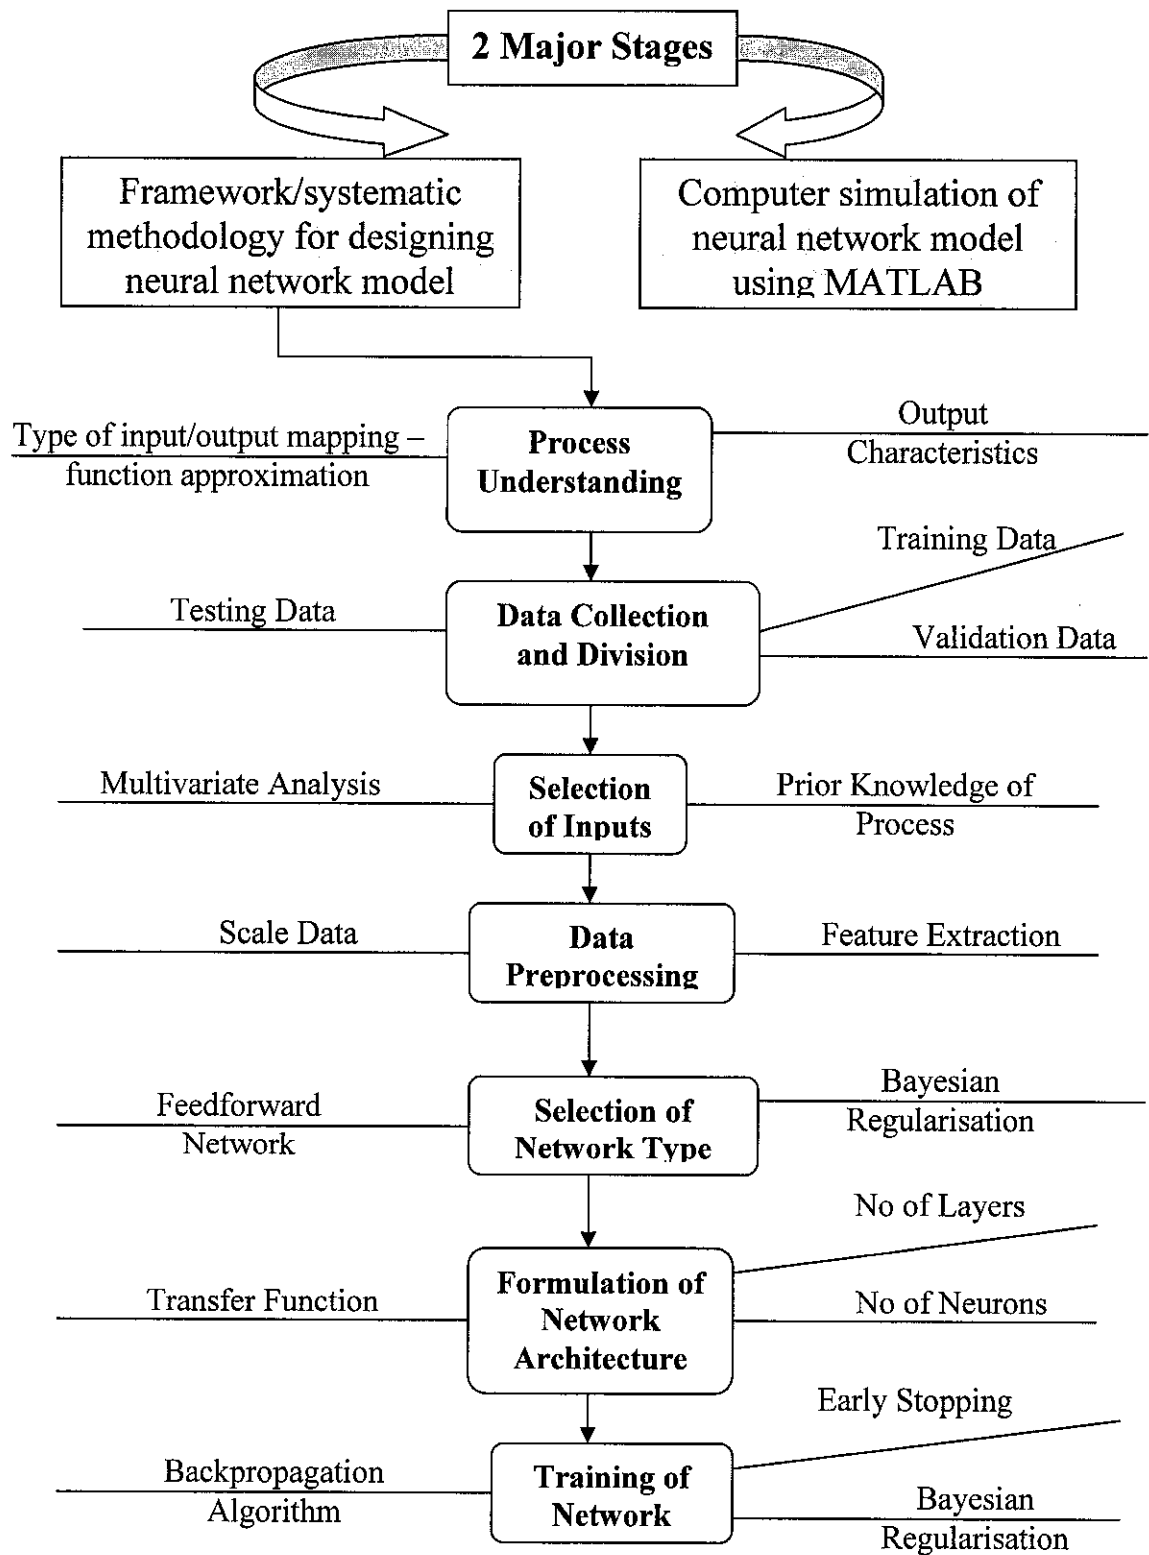 2 Major Stages
Framework/systematic
methodology for designing
neural network model
Computer simulation of
neural network model
using MATLAB
Type of input/output mapping –
function approximation
Process
Understanding
Output
Characteristics
Testing Data
Data Collection
and Division
Training Data
Validation Data
Multivariate Analysis
Selection
of Inputs
Prior Knowledge of
Process
Scale Data
Data
Preprocessing
Feature Extraction
Feedforward
Network
Selection of
Network Type
Bayesian
Regularisation
Transfer Function
Formulation of
Network
Architecture
No of Layers
No of Neurons
Backpropagation
Algorithm
Training of
Network
Early Stopping
Bayesian
Regularisation